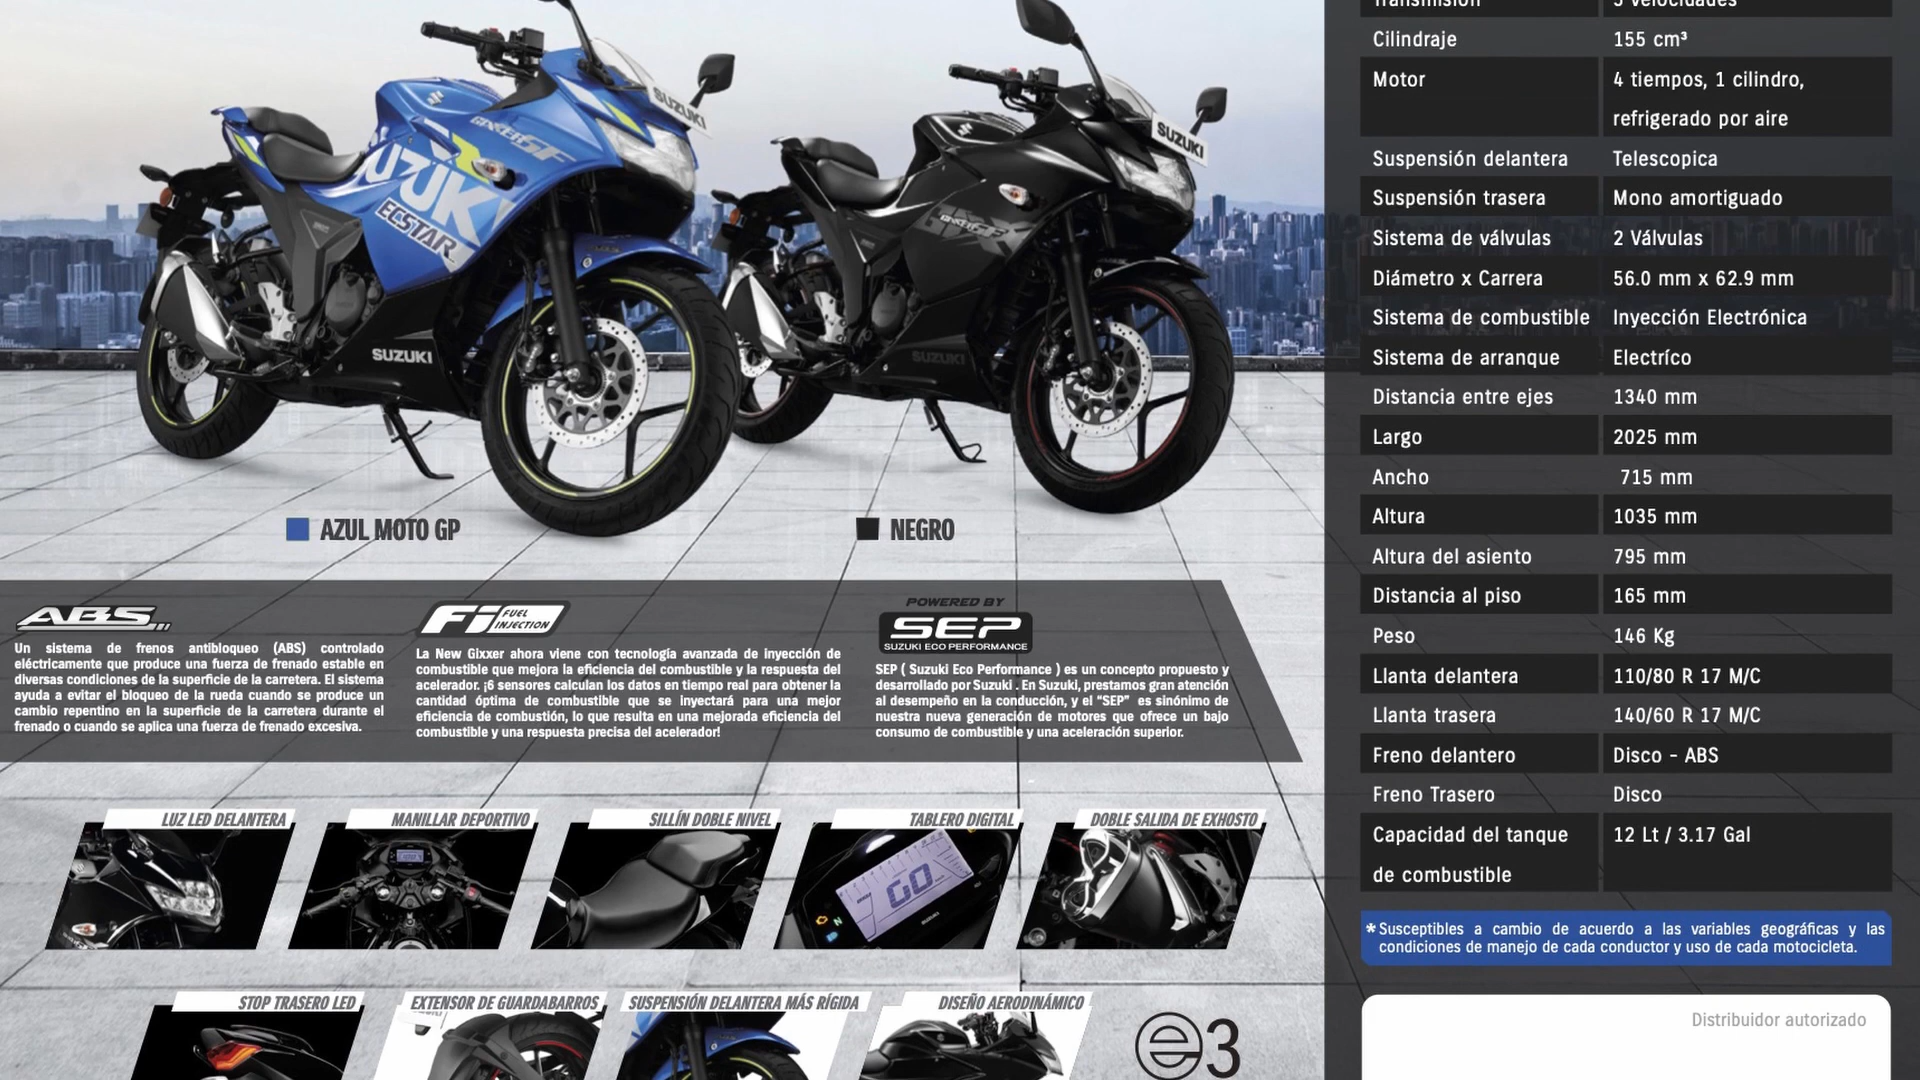 SUZUKI
GIXXER SF
SUZUKI
ECSTAR
SUZUKI
SUZUKI
GIXXER SF
SUZUKI
AZUL MOTO GP
NEGRO
ABS
Un sistema de frenos antibloqueo (ABS) controlado
eléctricamente que produce una fuerza de frenado estable en
diversas condiciones de la superficie de la carretera. El sistema
ayuda a evitar el bloqueo de la rueda cuando se produce un
cambio repentino en la superficie de la carretera durante el
frenado o cuando se aplica una fuerza de frenado excesiva.
Fi FUEL
INJECTION
La New Gixxer ahora viene con tecnología avanzada de inyección de
combustible que mejora la eficiencia del combustible y la respuesta del
acelerador. ¡6 sensores calculan los datos en tiempo real para obtener la
cantidad óptima de combustible que se inyectará para una mejor
eficiencia de combustión, lo que resulta en una mejorada eficiencia del
combustible y una respuesta precisa del acelerador!
POWERED BY
SEP
SUZUKI ECO PERFORMANCE
SEP ( Suzuki Eco Performance ) es un concepto propuesto y
desarrollado por Suzuki . En Suzuki, prestamos gran atención
al desempeño en la conducción, y el “SEP” es sinónimo de
nuestra nueva generación de motores que ofrece un bajo
consumo de combustible y una aceleración superior.
LUZ LED DELANTERA
MANILLAR DEPORTIVO
SILLÍN DOBLE NIVEL
TABLERO DIGITAL
DOBLE SALIDA DE EXHOSTO
GO
SUZUKI
STOP TRASERO LED
EXTENSOR DE GUARDABARROS
SUSPENSIÓN DELANTERA MÁS RÍGIDA
DISEÑO AERODINÁMICO
e3
Transmisión 5 velocidades
Cilindraje 155 cm³
Motor 4 tiempos, 1 cilindro,
refrigerado por aire
Suspensión delantera Telescopica
Suspensión trasera Mono amortiguado
Sistema de válvulas 2 Válvulas
Diámetro x Carrera 56.0 mm x 62.9 mm
Sistema de combustible Inyección Electrónica
Sistema de arranque Electríco
Distancia entre ejes 1340 mm
Largo 2025 mm
Ancho 715 mm
Altura 1035 mm
Altura del asiento 795 mm
Distancia al piso 165 mm
Peso 146 Kg
Llanta delantera 110/80 R 17 M/C
Llanta trasera 140/60 R 17 M/C
Freno delantero Disco - ABS
Freno Trasero Disco
Capacidad del tanque 12 Lt / 3.17 Gal
de combustible
* Susceptibles a cambio de acuerdo a las variables geográficas y las
condiciones de manejo de cada conductor y uso de cada motocicleta.
Distribuidor autorizado